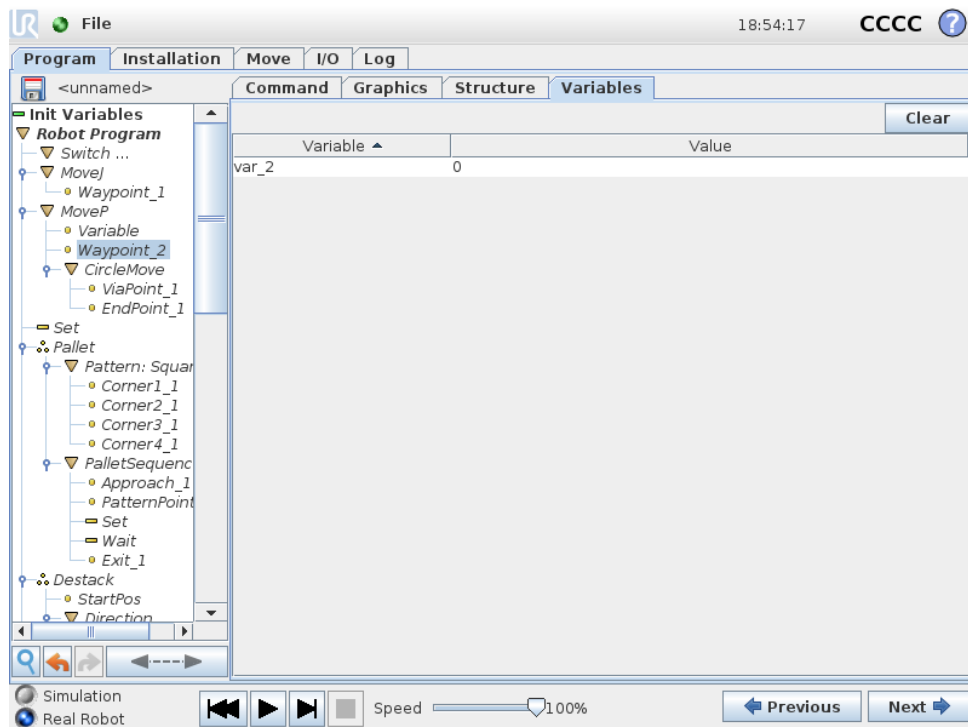 UR File 18:54:17 CCCC ?
Program Installation Move I/O Log
<unnamed> Command Graphics Structure Variables
Clear
Init Variables
Variable Value
Robot Program
var_2 0
Switch ...
MoveJ
Waypoint_1
MoveP
Variable
Waypoint_2
CircleMove
ViaPoint_1
EndPoint_1
Set
Pallet
Pattern: Squar
Corner1_1
Corner2_1
Corner3_1
Corner4_1
PalletSequenc
Approach_1
PatternPoint
Set
Wait
Exit_1
Destack
StartPos
Direction
Simulation
Real Robot
Speed 100% Previous Next